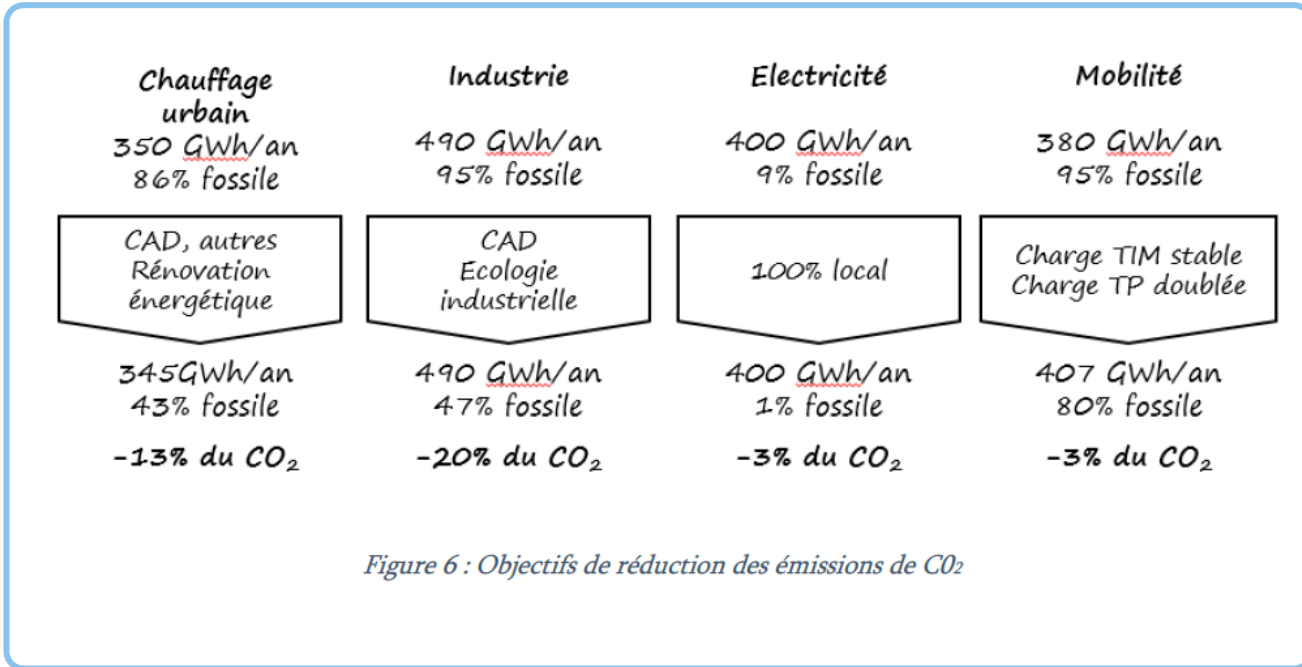 Chauffage
urbain
350 GWh/an
86% fossile
CAD, autres
Rénovation
énergétique
345GWh/an
43% fossile
-13% du CO₂
Industrie
490 GWh/an
95% fossile
CAD
Ecologie
industrielle
490 GWh/an
47% fossile
-20% du CO₂
Electricité
400 GWh/an
9% fossile
100% local
400 GWh/an
1% fossile
-3% du CO₂
Mobilité
380 GWh/an
95% fossile
Charge TIM stable
Charge TP doublée
407 GWh/an
80% fossile
-3% du CO₂
Figure 6 : Objectifs de réduction des émissions de C0₂